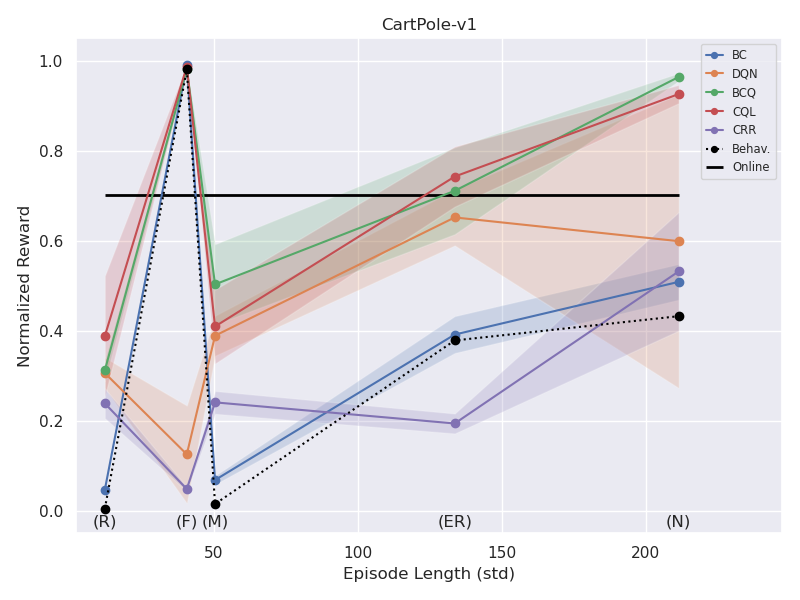 CartPole-v1
1.0
0.8
0.6
0.4
0.2
0.0
Normalized Reward
BC
DQN
BCQ
CQL
CRR
Behav.
Online
(R)
(F)
(M)
(ER)
(N)
50
100
150
200
Episode Length (std)